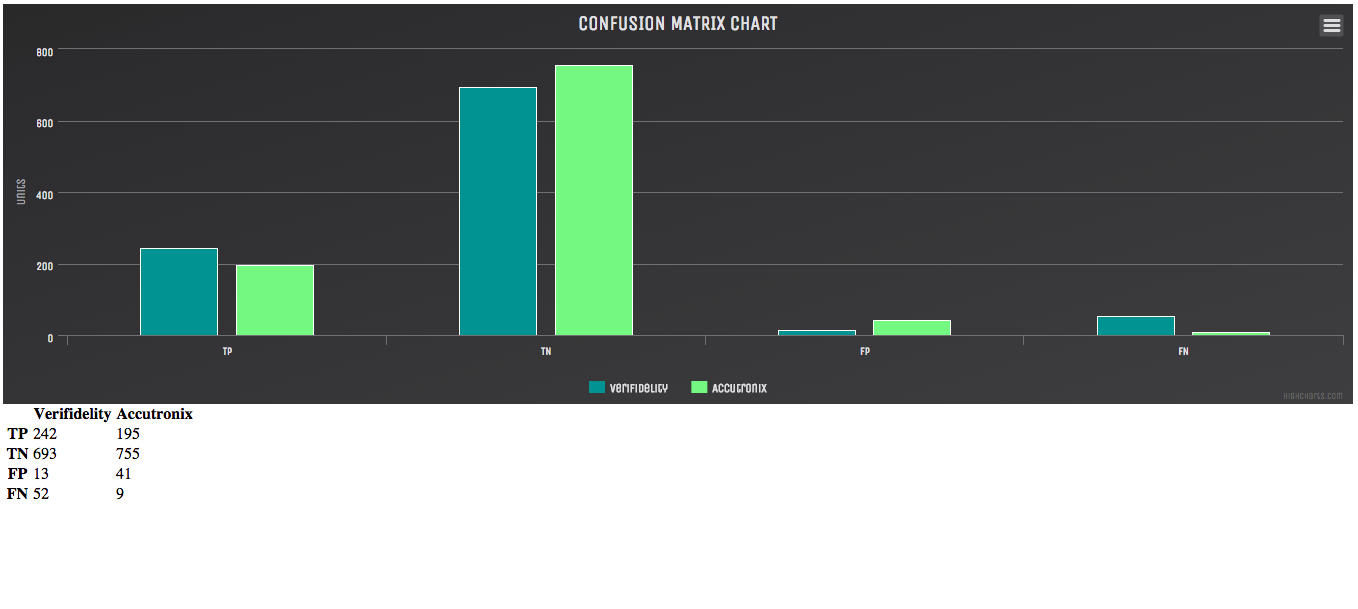 CONFUSION MATRIX CHART
800
600
400
200
0
UNITS
TP TN FP FN
Verifidelity Accutronix
Highcharts.com
Verifidelity Accutronix
TP 242 195
TN 693 755
FP 13 41
FN 52 9